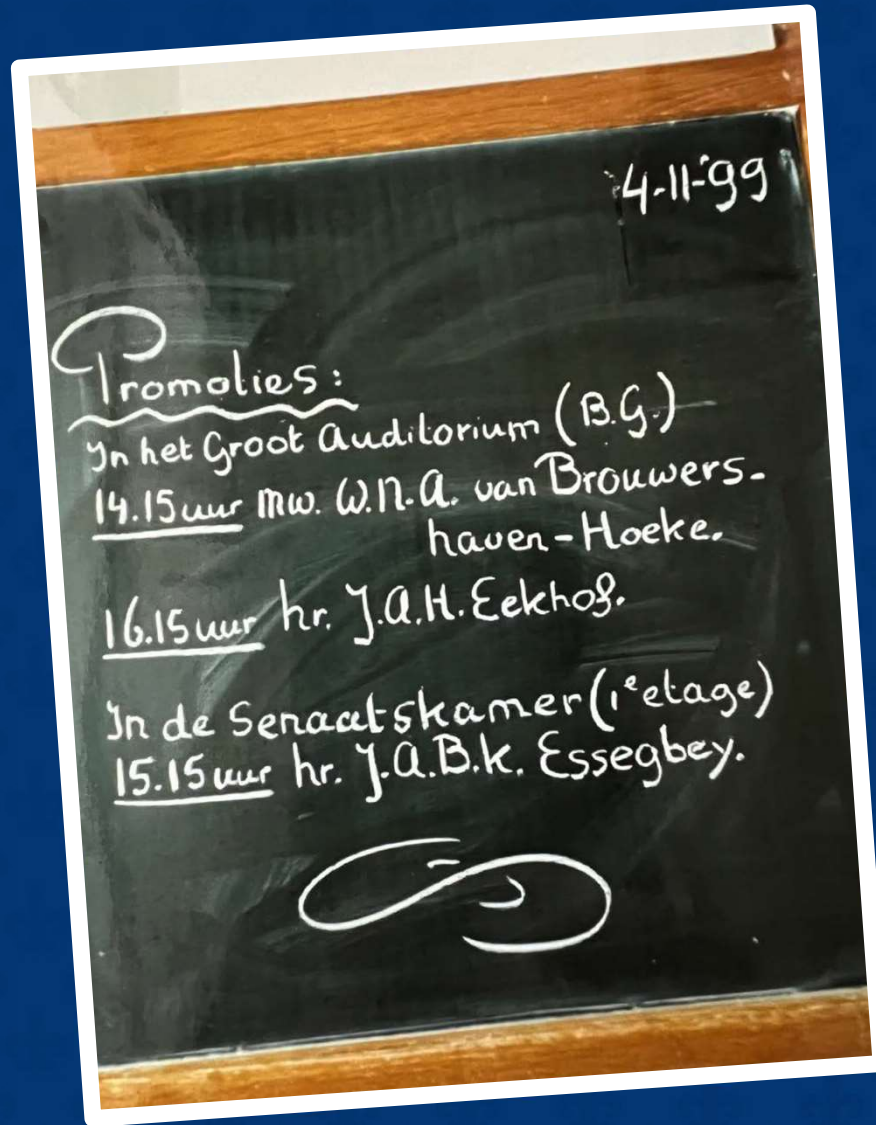 4-11-'99
Promoties:
In het Groot Auditorium (B.G.)
14.15 uur mw. W.N.A. van Brouwers-
haven-Hoeke.
16.15 uur hr. J.A.H. Eekhof.
In de Senaatskamer (1e etage)
15.15 uur hr. J.A.B.K. Essegbey.